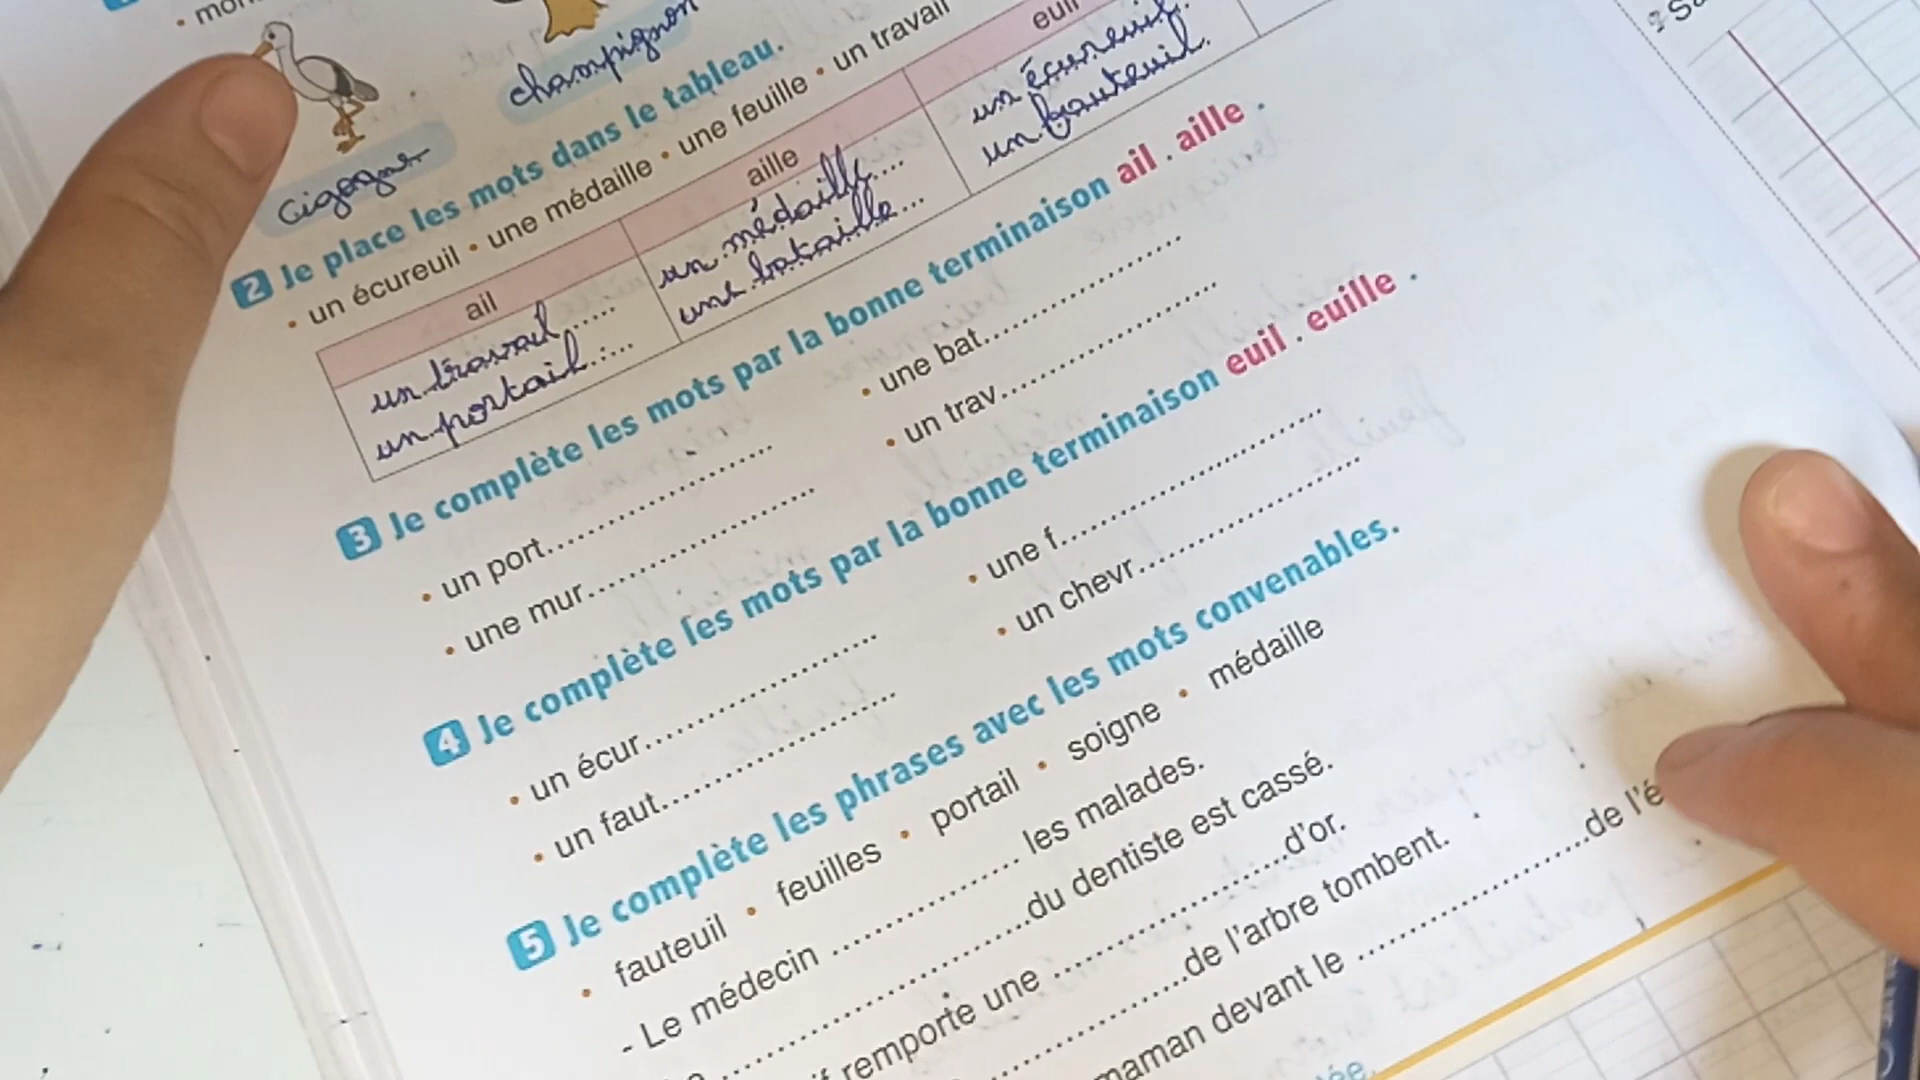 champignon
cigogne
2 Je place les mots dans le tableau.
• un écureuil • une médaille • une feuille • un travail
ail aille euil
un travail un médaille un écureuil
un portail une bataille un fauteuil
3 Je complète les mots par la bonne terminaison ail . aille .
• un port.................... • une bat....................
• une mur.................... • un trav....................
4 Je complète les mots par la bonne terminaison euil . euille .
• un écur.................... • une f....................
• un faut.................... • un chevr....................
5 Je complète les phrases avec les mots convenables.
• fauteuil • feuilles • portail • soigne • médaille
- Le médecin .................... les malades.
....................du dentiste est cassé.
remporte une ....................d'or.
....................de l'arbre tombent.
maman devant le ....................de l'é